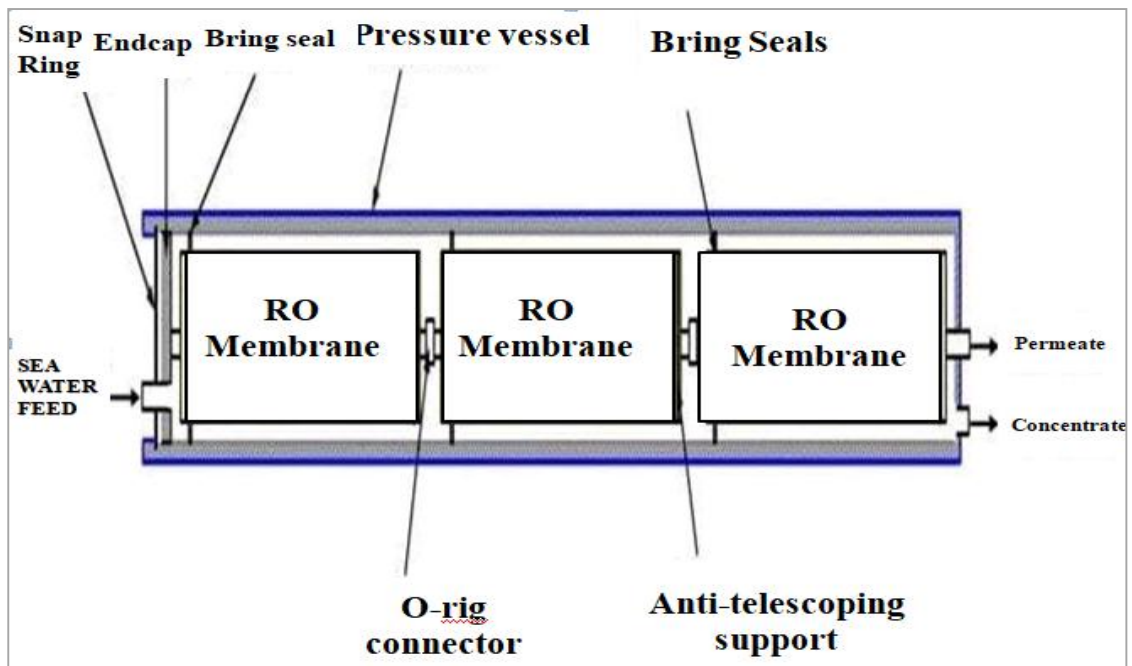 Snap
Ring
Endcap
Bring seal
Pressure vessel
Bring Seals
RO
Membrane
RO
Membrane
RO
Membrane
SEA
WATER
FEED
Permeate
Concentrate
O-rig
connector
Anti-telescoping
support